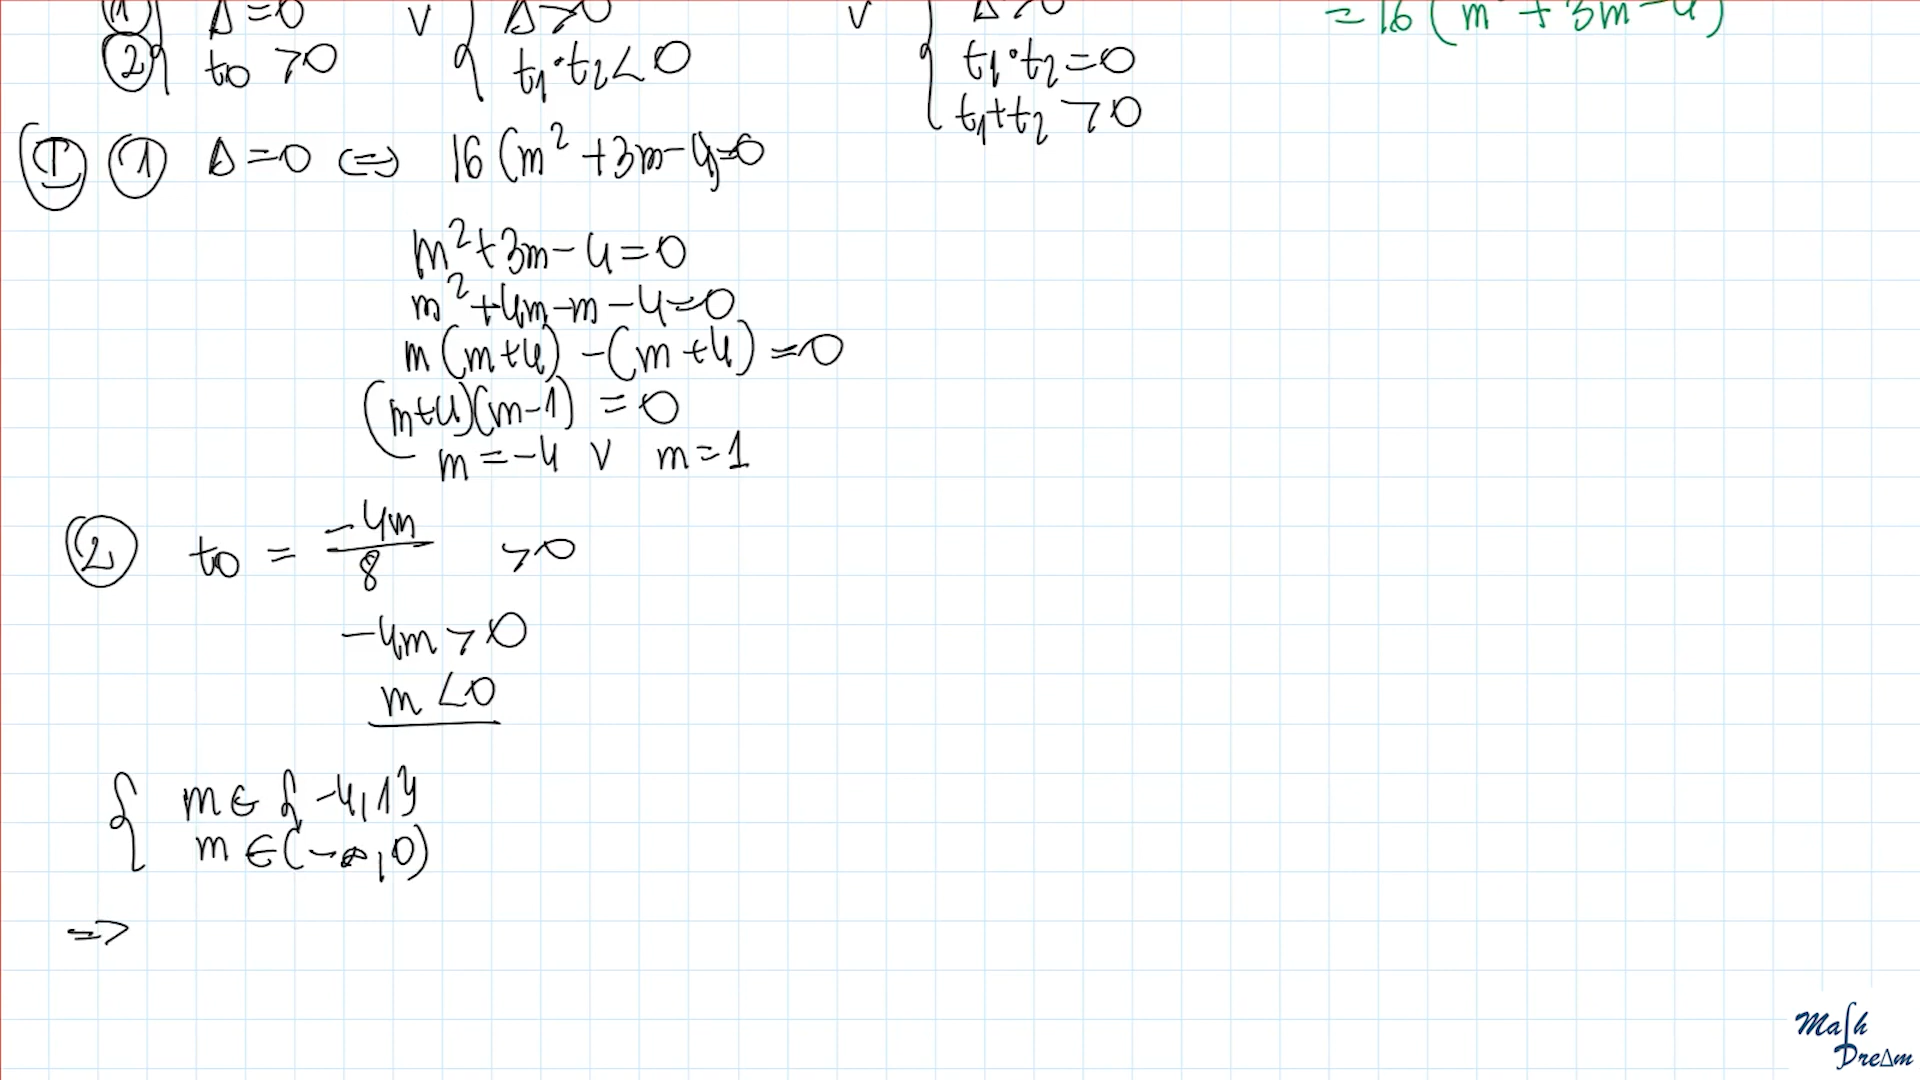 ① Δ=0 ∨ Δ>0 ∨ Δ>0 =16(m²+3m-4)
② t₀>0 t₁·t₂<0 t₁·t₂=0
t₁+t₂>0
Ⓘ ① Δ=0 ⇔ 16(m²+3m-4)=0
m²+3m-4=0
m²+4m-m-4=0
m(m+4)-(m+4)=0
(m+4)(m-1)=0
m=-4 ∨ m=1
② t₀ = -4m/8 >0
-4m>0
m<0
{ m∈{-4,1}
m∈(-∞,0)
=>
Math
DreΔm